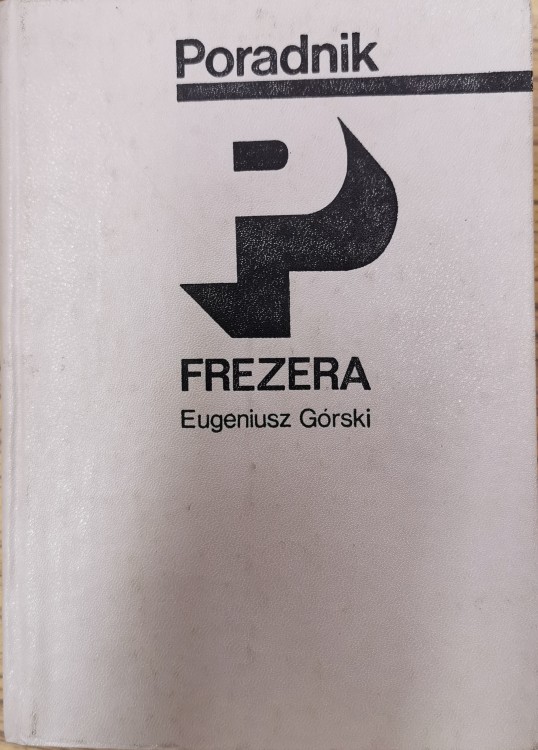 Poradnik
P
FREZERA
Eugeniusz Górski